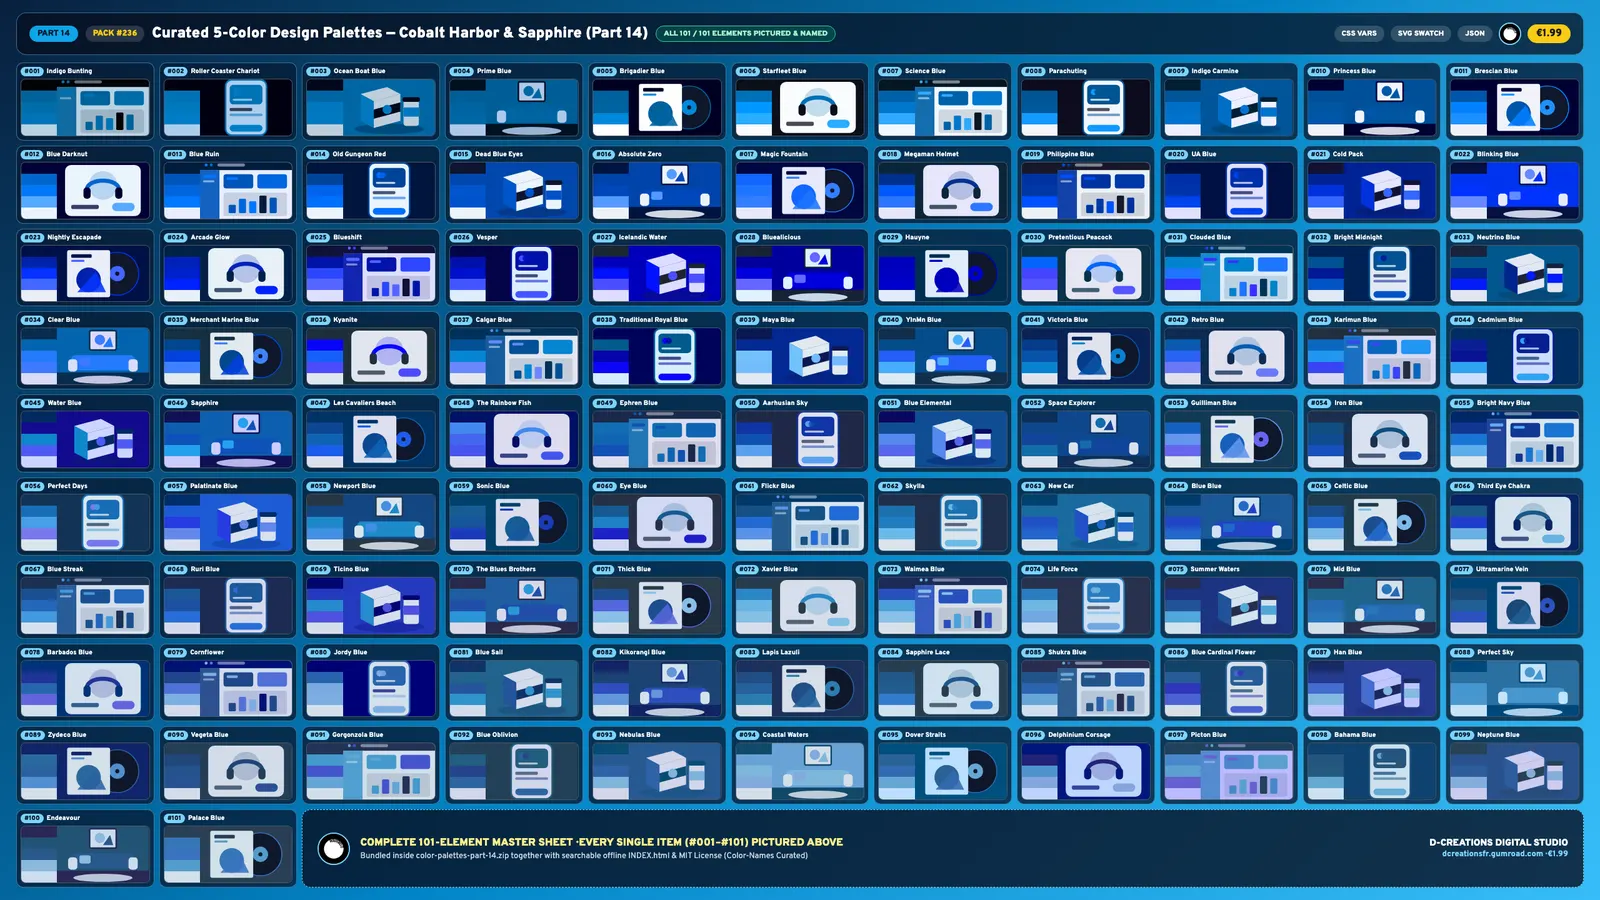 PART 14
PACK #236
Curated 5-Color Design Palettes – Cobalt Harbor & Sapphire (Part 14)
ALL 101 / 101 ELEMENTS PICTURED & NAMED
CSS VARS
SVG SWATCH
JSON
€1.99
#001 Indigo Bunting
#002 Roller Coaster Chariot
#003 Ocean Boat Blue
#004 Prime Blue
#005 Brigadier Blue
#006 Starfleet Blue
#007 Science Blue
#008 Parachuting
#009 Indigo Carmine
#010 Princess Blue
#011 Brescian Blue
#012 Blue Darknut
#013 Blue Ruin
#014 Old Gungeon Red
#015 Dead Blue Eyes
#016 Absolute Zero
#017 Magic Fountain
#018 Megaman Helmet
#019 Philippine Blue
#020 UA Blue
#021 Cold Pack
#022 Blinking Blue
#023 Nightly Escapade
#024 Arcade Glow
#025 Blueshift
#026 Vesper
#027 Icelandic Water
#028 Bluealicious
#029 Hauyne
#030 Pretentious Peacock
#031 Clouded Blue
#032 Bright Midnight
#033 Neutrino Blue
#034 Clear Blue
#035 Merchant Marine Blue
#036 Kyanite
#037 Calgar Blue
#038 Traditional Royal Blue
#039 Maya Blue
#040 YInMn Blue
#041 Victoria Blue
#042 Retro Blue
#043 Karimun Blue
#044 Cadmium Blue
#045 Water Blue
#046 Sapphire
#047 Les Cavaliers Beach
#048 The Rainbow Fish
#049 Ephren Blue
#050 Aarhusian Sky
#051 Blue Elemental
#052 Space Explorer
#053 Guilliman Blue
#054 Iron Blue
#055 Bright Navy Blue
#056 Perfect Days
#057 Palatinate Blue
#058 Newport Blue
#059 Sonic Blue
#060 Eye Blue
#061 Flickr Blue
#062 Skylla
#063 New Car
#064 Blue Blue
#065 Celtic Blue
#066 Third Eye Chakra
#067 Blue Streak
#068 Ruri Blue
#069 Ticino Blue
#070 The Blues Brothers
#071 Thick Blue
#072 Xavier Blue
#073 Waimea Blue
#074 Life Force
#075 Summer Waters
#076 Mid Blue
#077 Ultramarine Vein
#078 Barbados Blue
#079 Cornflower
#080 Jordy Blue
#081 Blue Sail
#082 Kikorangi Blue
#083 Lapis Lazuli
#084 Sapphire Lace
#085 Shukra Blue
#086 Blue Cardinal Flower
#087 Han Blue
#088 Perfect Sky
#089 Zydeco Blue
#090 Vegeta Blue
#091 Gorgonzola Blue
#092 Blue Oblivion
#093 Nebulas Blue
#094 Coastal Waters
#095 Dover Straits
#096 Delphinium Corsage
#097 Picton Blue
#098 Bahama Blue
#099 Neptune Blue
#100 Endeavour
#101 Palace Blue
COMPLETE 101-ELEMENT MASTER SHEET · EVERY SINGLE ITEM (#001–#101) PICTURED ABOVE
Bundled inside color-palettes-part-14.zip together with searchable offline INDEX.html & MIT License (Color-Names Curated)
D-CREATIONS DIGITAL STUDIO
dcreationsfr.gumroad.com · €1.99